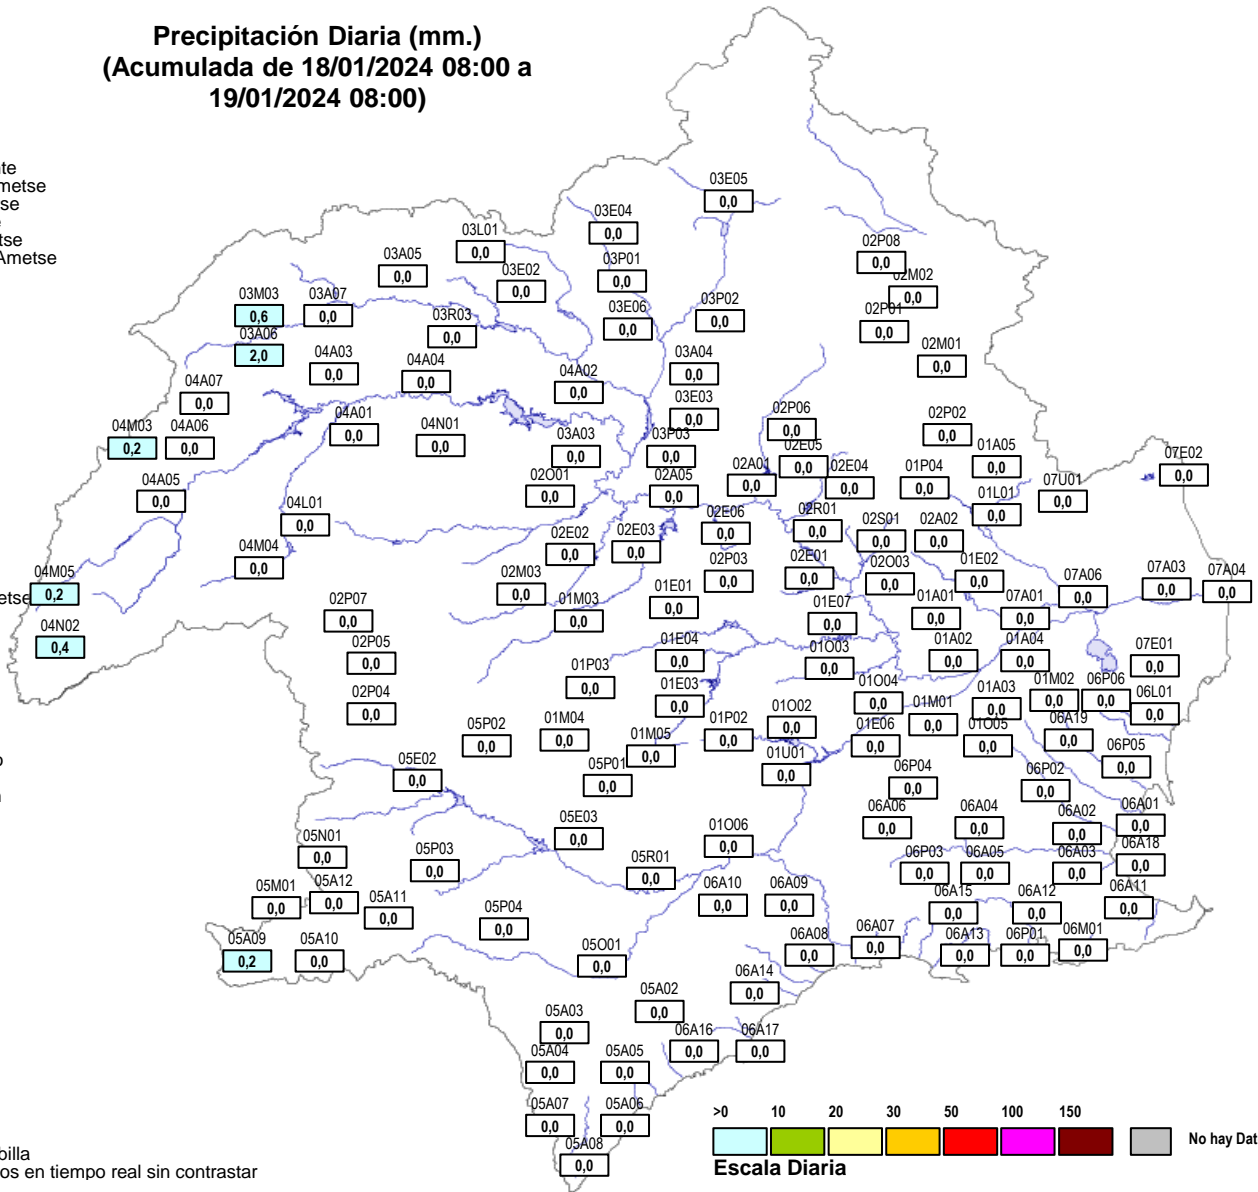 Precipitación Diaria (mm.)
(Acumulada de 18/01/2024 08:00 a
19/01/2024 08:00)
te
metse
se
e
tse
Ametse
03E05
0,0
03E04
0,0
03L01
0,0
03A05
0,0
03E02
0,0
03P01
0,0
02P08
0,0
02M02
0,0
03M03
0,6
03A07
0,0
03R03
0,0
03E06
0,0
03P02
0,0
02P01
0,0
03A06
2,0
04A03
0,0
04A04
0,0
04A02
0,0
03A04
0,0
02M01
0,0
04A07
0,0
03E03
0,0
04M03
0,2
04A06
0,0
04A01
0,0
04N01
0,0
03A03
0,0
03P03
0,0
02P06
0,0
02P02
0,0
02E05
0,0
01A05
0,0
07E02
0,0
04A05
0,0
02O01
0,0
02A05
0,0
02A01
0,0
02E04
0,0
01P04
0,0
07U01
0,0
01L01
0,0
04L01
0,0
02E06
0,0
02R01
0,0
02S01
0,0
02A02
0,0
04M04
0,0
02E02
0,0
02E03
0,0
02P03
0,0
02E01
0,0
02O03
0,0
01E02
0,0
04M05
0,2
etse
02M03
0,0
01E01
0,0
07A06
0,0
07A03
0,0
07A04
0,0
02P07
0,0
01M03
0,0
01E07
0,0
01A01
0,0
07A01
0,0
04N02
0,4
02P05
0,0
01E04
0,0
01O03
0,0
01A02
0,0
01A04
0,0
07E01
0,0
01P03
0,0
02P04
0,0
01E03
0,0
01O04
0,0
01A03
0,0
01M02
0,0
06P06
0,0
06L01
0,0
05P02
0,0
01M04
0,0
01M05
0,0
01P02
0,0
01O02
0,0
01E06
0,0
01M01
0,0
01O05
0,0
06A19
0,0
06P05
0,0
o
05E02
0,0
05P01
0,0
01U01
0,0
06P04
0,0
06P02
0,0
05E03
0,0
01O06
0,0
06A06
0,0
06A04
0,0
06A02
0,0
06A01
0,0
05N01
0,0
05P03
0,0
05R01
0,0
06P03
0,0
06A05
0,0
06A03
0,0
06A18
0,0
05M01
0,0
05A12
0,0
05A11
0,0
06A10
0,0
06A09
0,0
06A15
0,0
06A12
0,0
06A11
0,0
05A09
0,2
05A10
0,0
05P04
0,0
05O01
0,0
06A08
0,0
06A07
0,0
06A13
0,0
06P01
0,0
06M01
0,0
06A14
0,0
05A02
0,0
05A03
0,0
06A16
0,0
06A17
0,0
05A04
0,0
05A05
0,0
05A07
0,0
05A06
0,0
05A08
0,0
>0 10 20 30 50 100 150
No hay Dat
Escala Diaria
billa
os en tiempo real sin contrastar